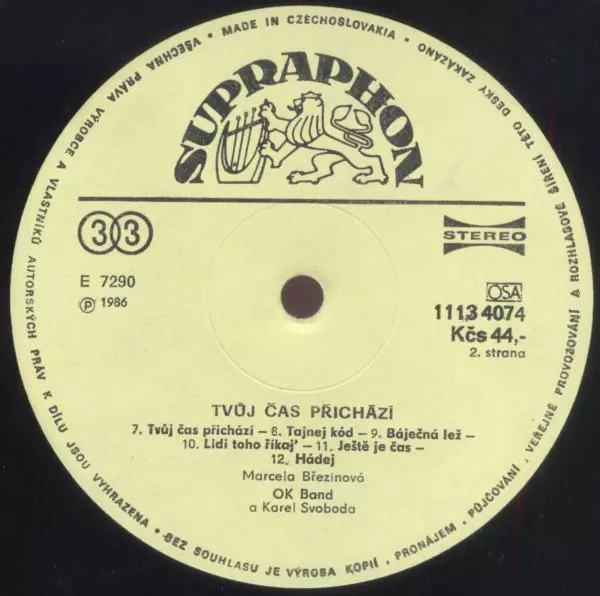 SUPRAPHON
• MADE IN CZECHOSLOVAKIA •
VŠECHNA PRÁVA VÝROBCE A VLASTNÍKŮ AUTORSKÝCH PRÁV K DÍLU JSOU VYHRAZENA • BEZ SOUHLASU JE VÝROBA KOPIÍ, PRONÁJEM, PŮJČOVÁNÍ, VEŘEJNÉ PROVOZOVÁNÍ A ROZHLASOVÉ ŠÍŘENÍ TÉTO DESKY ZAKÁZÁNO
33
STEREO
E 7290
Ⓟ 1986
OSA
1113 4074
Kčs 44,-
2. strana
TVŮJ ČAS PŘICHÁZÍ
7. Tvůj čas přichází – 8. Tajnej kód – 9. Báječná lež –
10. Lidi toho říkaj' – 11. Ještě je čas –
12. Hádej
Marcela Březinová
OK Band
a Karel Svoboda